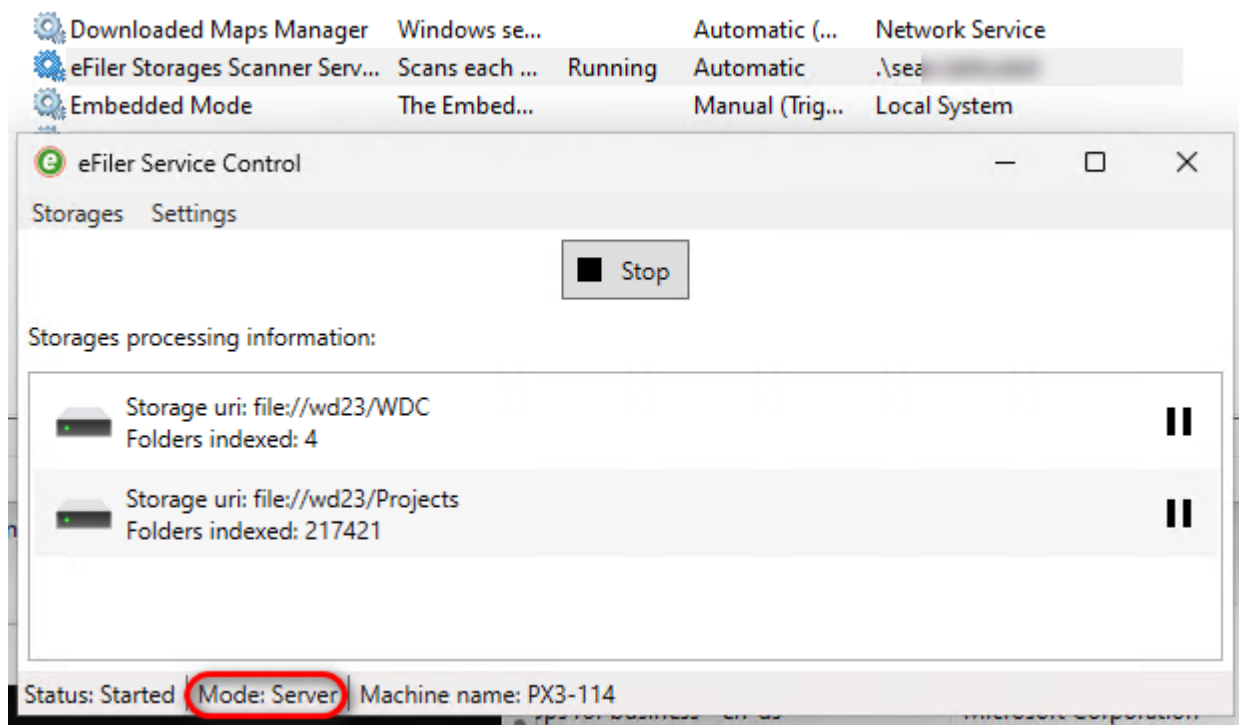 Downloaded Maps Manager Windows se... Automatic (... Network Service
eFiler Storages Scanner Serv... Scans each ... Running Automatic .\sea
Embedded Mode The Embed... Manual (Trig... Local System
eFiler Service Control
Storages Settings
Stop
Storages processing information:
Storage uri: file://wd23/WDC
Folders indexed: 4
Storage uri: file://wd23/Projects
Folders indexed: 217421
Status: Started Mode: Server Machine name: PX3-114